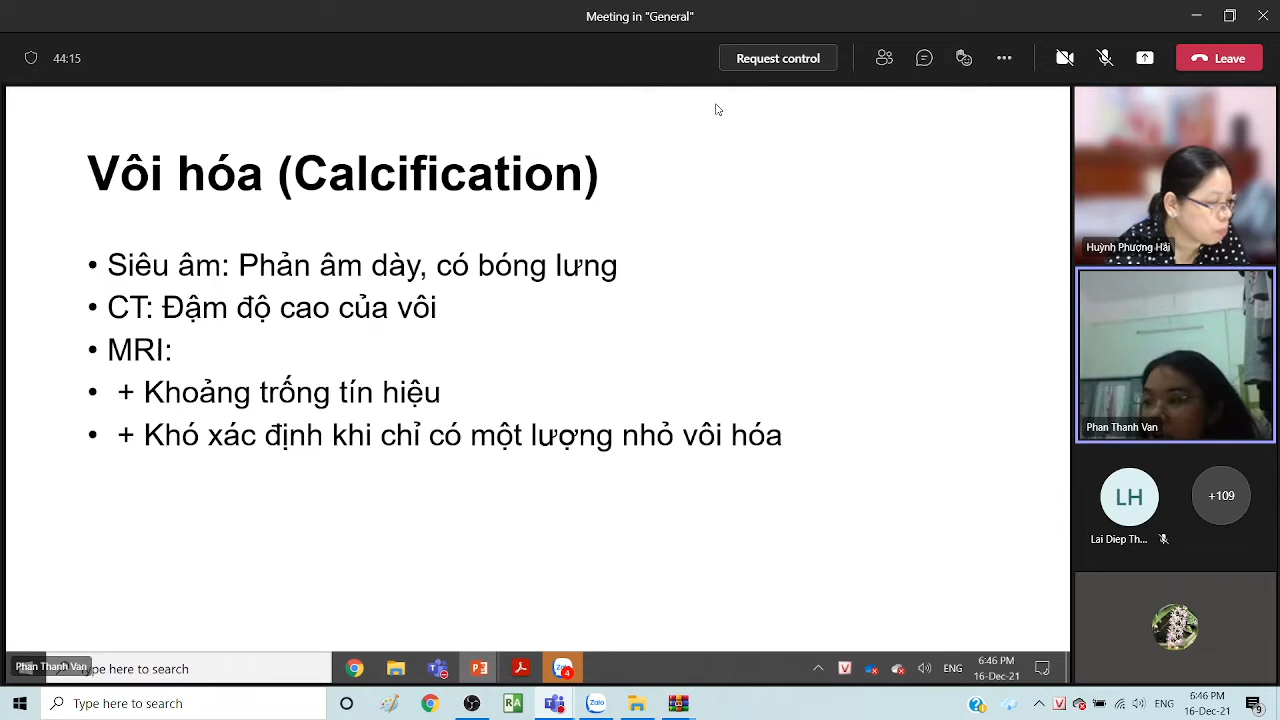 Meeting in "General"
44:15
Request control
Leave
Vôi hóa (Calcification)
• Siêu âm: Phản âm dày, có bóng lưng
• CT: Đậm độ cao của vôi
• MRI:
• + Khoảng trống tín hiệu
• + Khó xác định khi chỉ có một lượng nhỏ vôi hóa
Huỳnh Phượng Hải
Phan Thanh Van
LH
+109
Lai Diep Th...
Phan Thanh Van
Type here to search
4
V
ENG
6:46 PM
16-Dec-21
Type here to search
RA
Zalo
V
ENG
6:46 PM
16-Dec-21
9